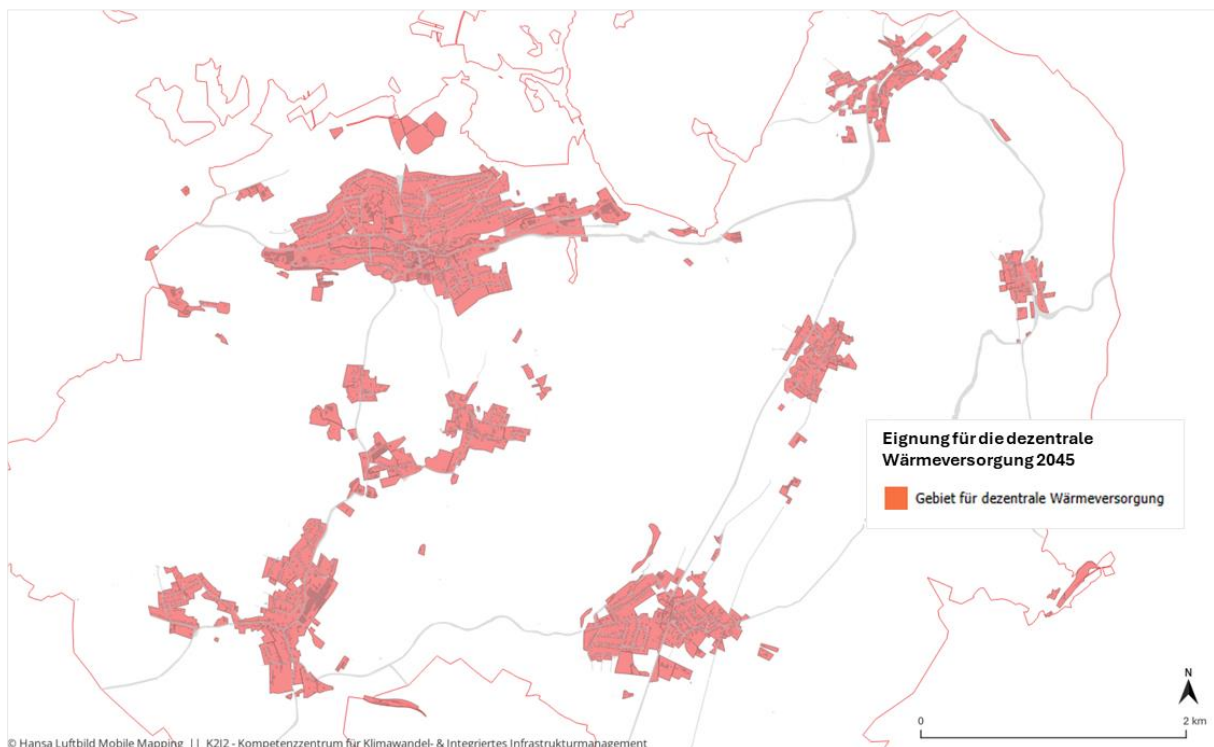 Eignung für die dezentrale
Wärmeversorgung 2045
Gebiet für dezentrale Wärmeversorgung
N
0
2 km
© Hansa Luftbild Mobile Mapping || K2I2 - Kompetenzzentrum für Klimawandel- & Integriertes Infrastrukturmanagement